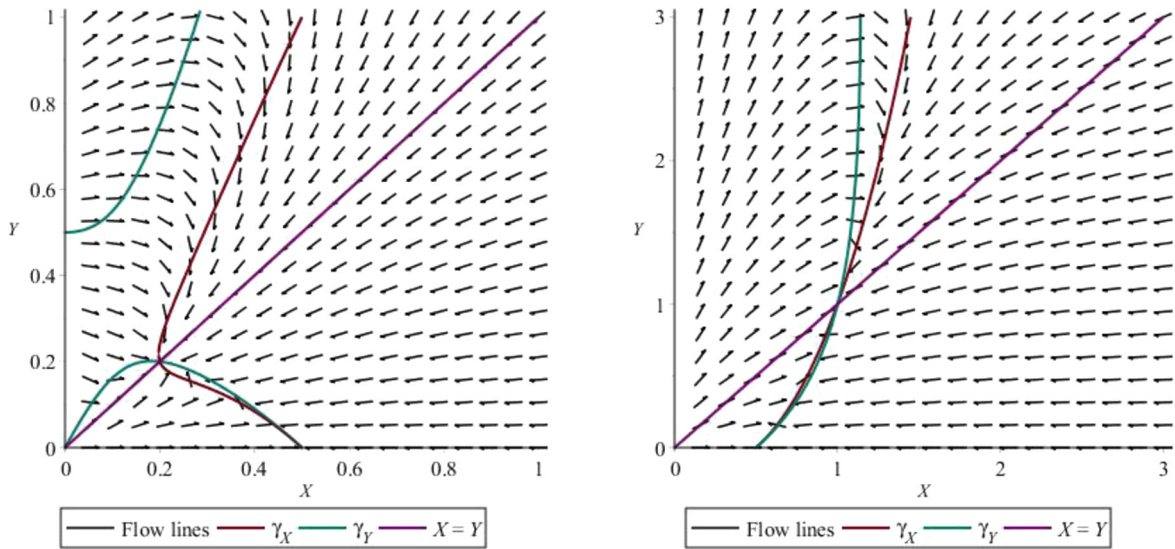 1
0.8
0.6
Y
0.4
0.2
0
0 0.2 0.4 0.6 0.8 1
X
Flow lines γX γY X = Y
3
2
Y
1
0
0 1 2 3
X
Flow lines γX γY X = Y